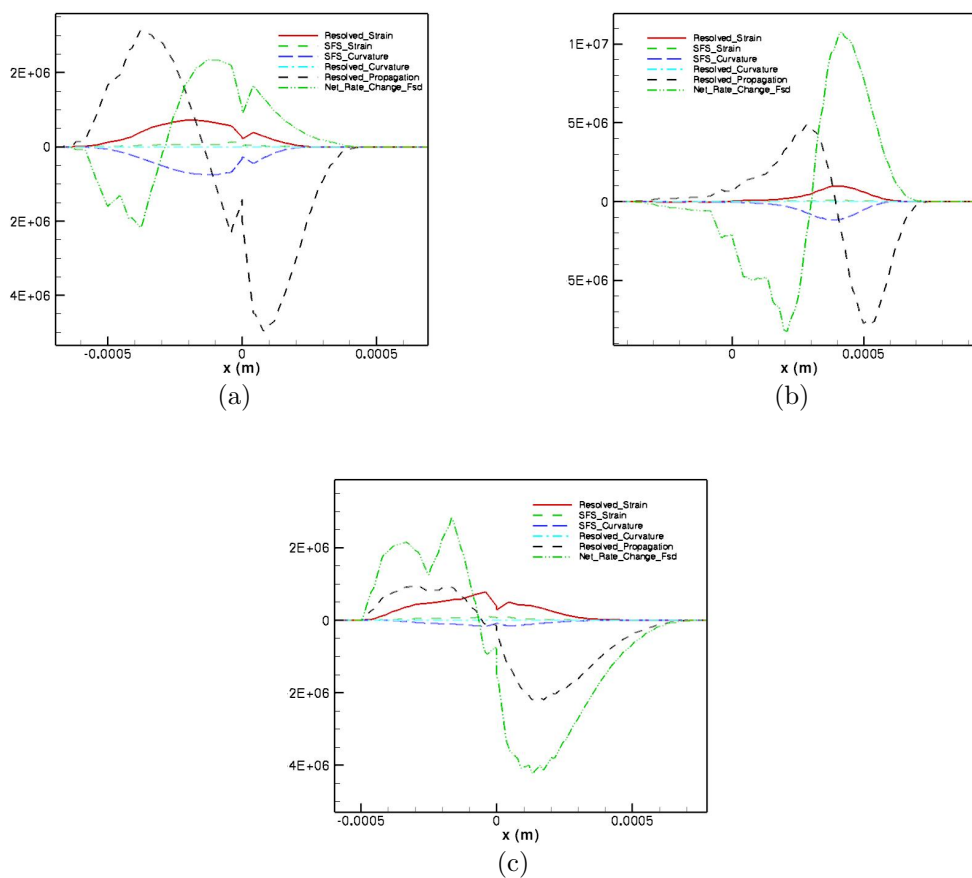 2E+06
0
2E+06
4E+06
Resolved_Strain
SFS_Strain
SFS_Curvature
Resolved_Curvature
Resolved_Propagation
Net_Rate_Change_Fsd
-0.0005 0 0.0005
x (m)
(a)
1E+07
5E+06
0
5E+06
Resolved_Strain
SFS_Strain
SFS_Curvature
Resolved_Curvature
Resolved_Propagation
Net_Rate_Change_Fsd
0 0.0005
x (m)
(b)
2E+06
0
2E+06
4E+06
Resolved_Strain
SFS_Strain
SFS_Curvature
Resolved_Curvature
Resolved_Propagation
Net_Rate_Change_Fsd
-0.0005 0 0.0005
x (m)
(c)